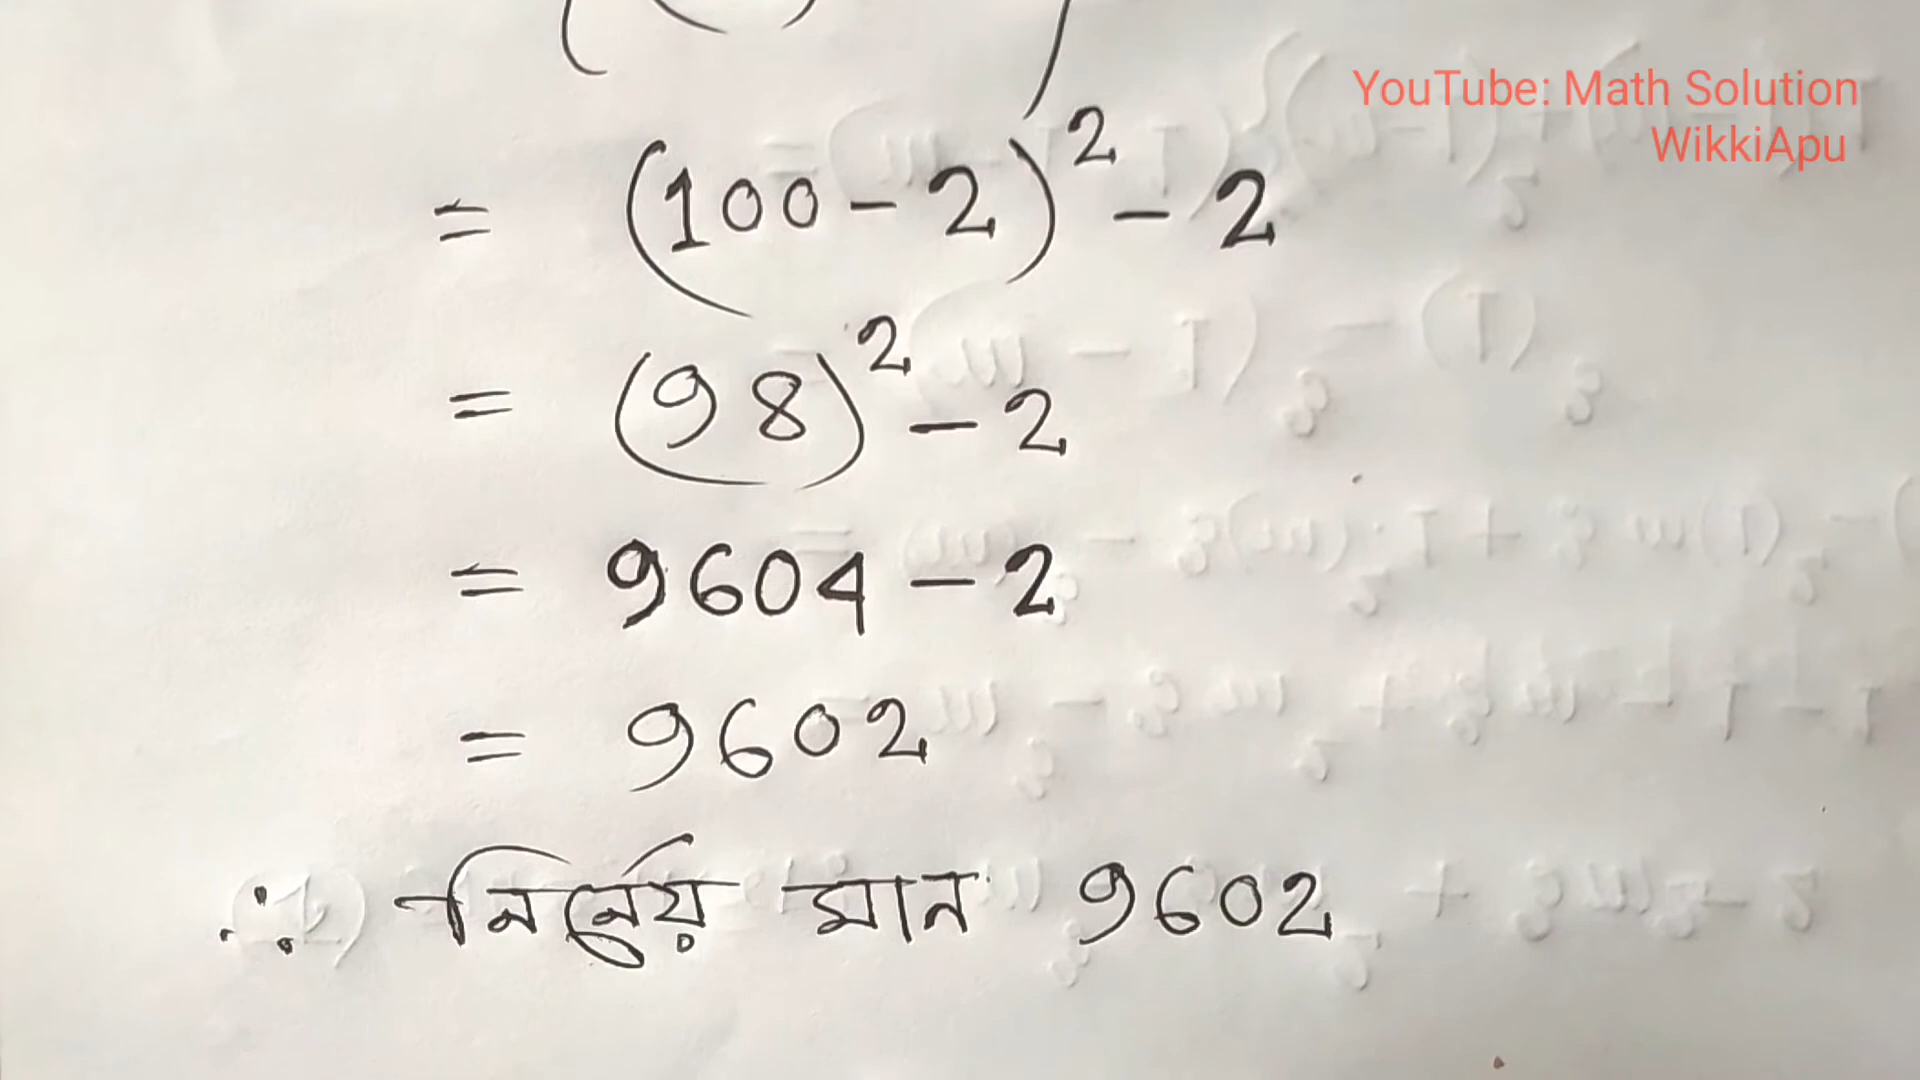 YouTube: Math Solution
WikkiApu
= (100 - 2)² - 2
= (98)² - 2
= 9604 - 2
= 9602
∴ নির্নেয় মান 9602